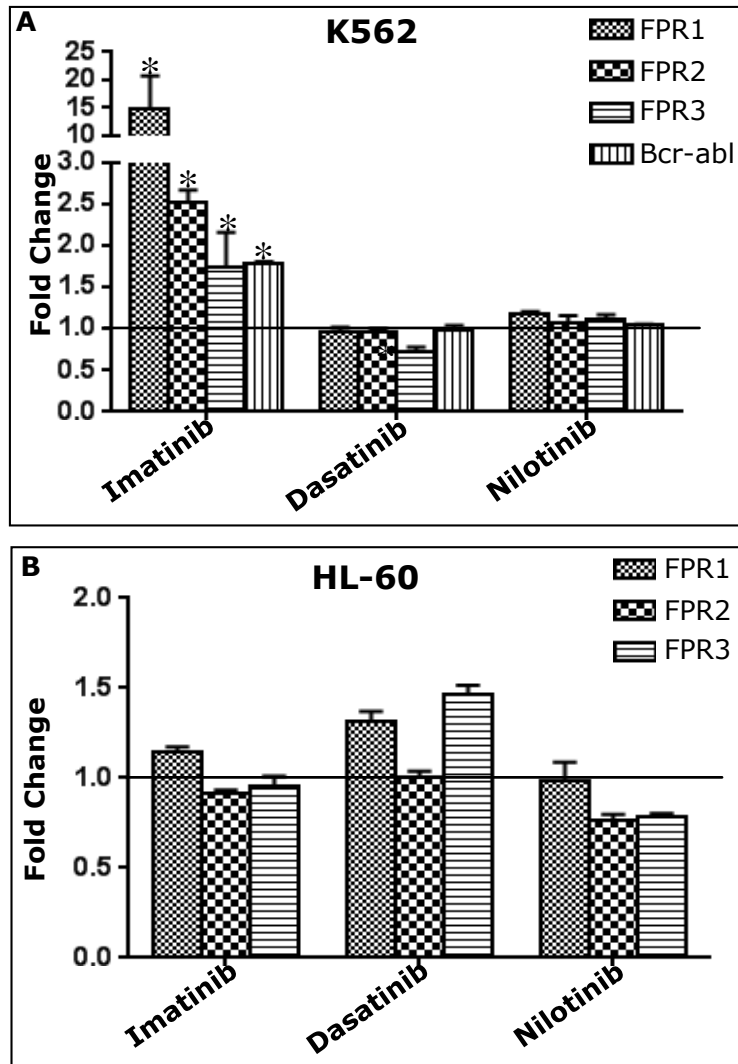 A
K562
FPR1
FPR2
FPR3
Bcr-abl
Fold Change
25
20
15
10
3.0
2.5
2.0
1.5
1.0
0.5
0.0
*
*
*
*
*
Imatinib
Dasatinib
Nilotinib
B
HL-60
FPR1
FPR2
FPR3
Fold Change
2.0
1.5
1.0
0.5
0.0
Imatinib
Dasatinib
Nilotinib